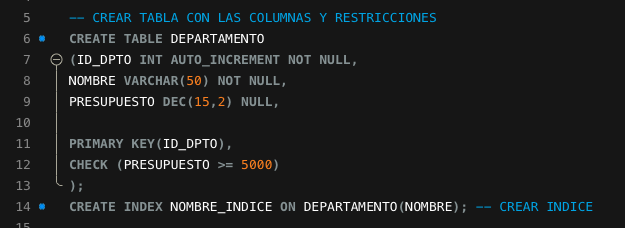 5 -- CREAR TABLA CON LAS COLUMNAS Y RESTRICCIONES
6 CREATE TABLE DEPARTAMENTO
7 (ID_DPTO INT AUTO_INCREMENT NOT NULL,
8 NOMBRE VARCHAR(50) NOT NULL,
9 PRESUPUESTO DEC(15,2) NULL,
10
11 PRIMARY KEY(ID_DPTO),
12 CHECK (PRESUPUESTO >= 5000)
13 );
14 CREATE INDEX NOMBRE_INDICE ON DEPARTAMENTO(NOMBRE); -- CREAR INDICE
15